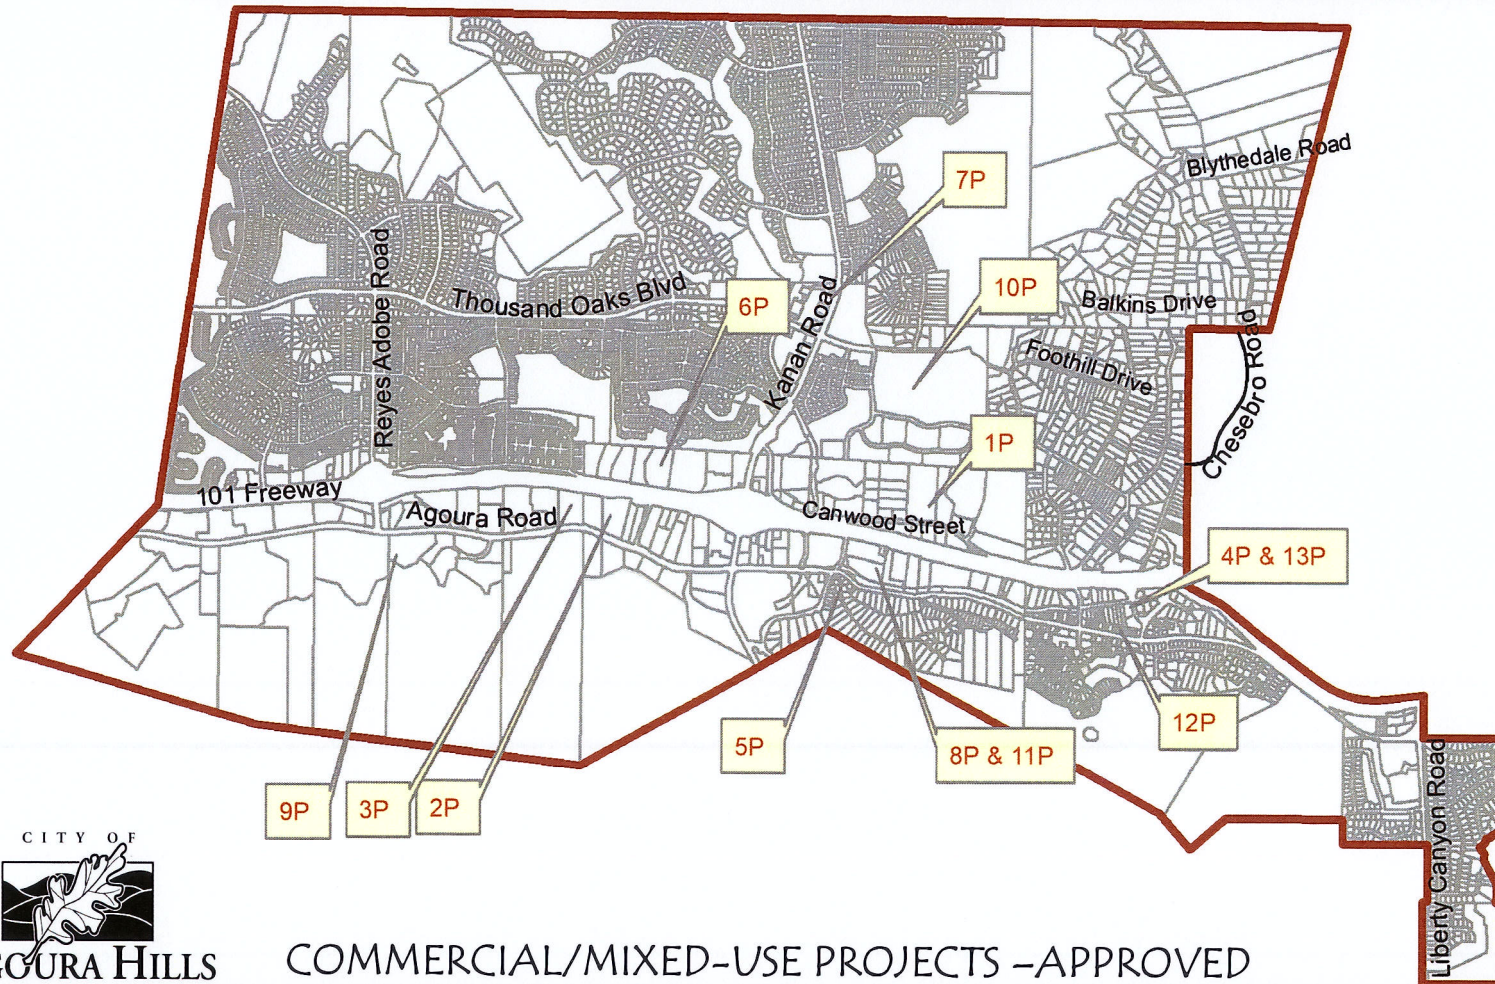 Blythedale Road
7P
Reyes Adobe Road
Thousand Oaks Blvd
6P
Kanan Road
10P
Balkins Drive
Foothill Drive
Chesebro Road
1P
101 Freeway
Agoura Road
Canwood Street
4P & 13P
12P
5P
8P & 11P
9P
3P
2P
Liberty Canyon Road
CITY OF
GOURA HILLS
COMMERCIAL/MIXED-USE PROJECTS –APPROVED